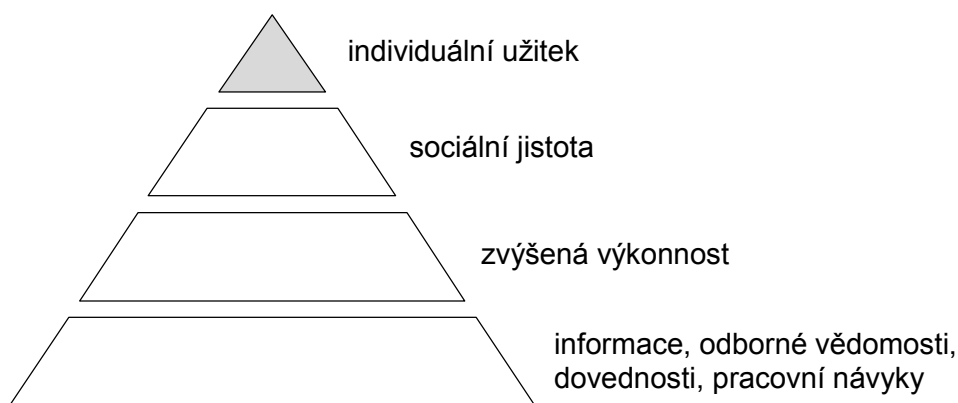 individuální užitek
sociální jistota
zvýšená výkonnost
informace, odborné vědomosti,
dovednosti, pracovní návyky